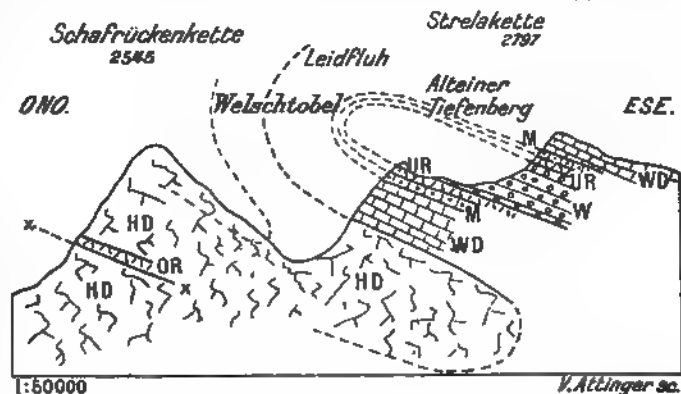 Schafrückenkette
2545
Strelakette
2797
Leidfluh
Welschtobel
Alteiner
Tiefenberg
ONO.
ESE.
M
UR
UR
WD
M
W
WD
HD
x
OR
HD
x
HD
1:50000
V. Attinger sc.